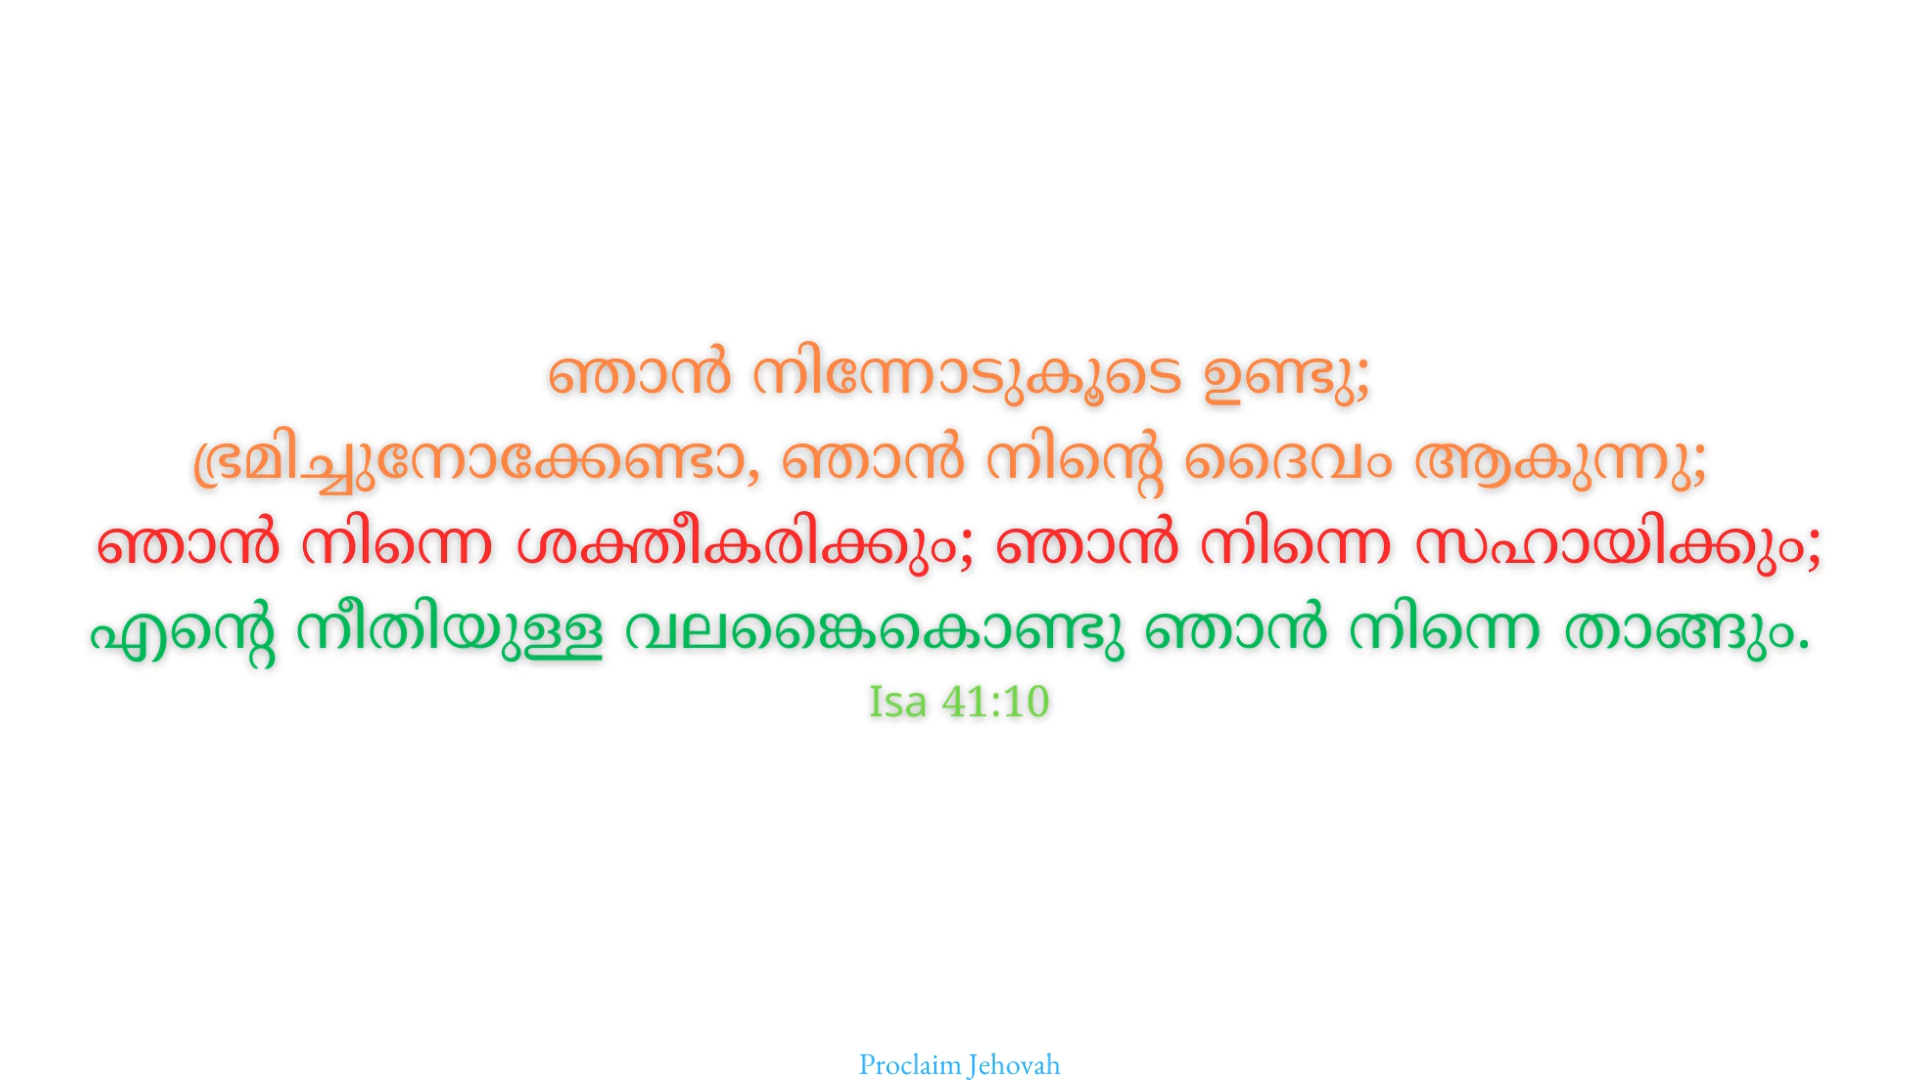 ഞാൻ നിന്നോടുകൂടെ ഉണ്ടു;
ഭ്രമിച്ചുനോക്കേണ്ടാ, ഞാൻ നിന്റെ ദൈവം ആകുന്നു;
ഞാൻ നിന്നെ ശക്തീകരിക്കും; ഞാൻ നിന്നെ സഹായിക്കും;
എന്റെ നീതിയുള്ള വലങ്കൈകൊണ്ടു ഞാൻ നിന്നെ താങ്ങും.
Isa 41:10
Proclaim Jehovah